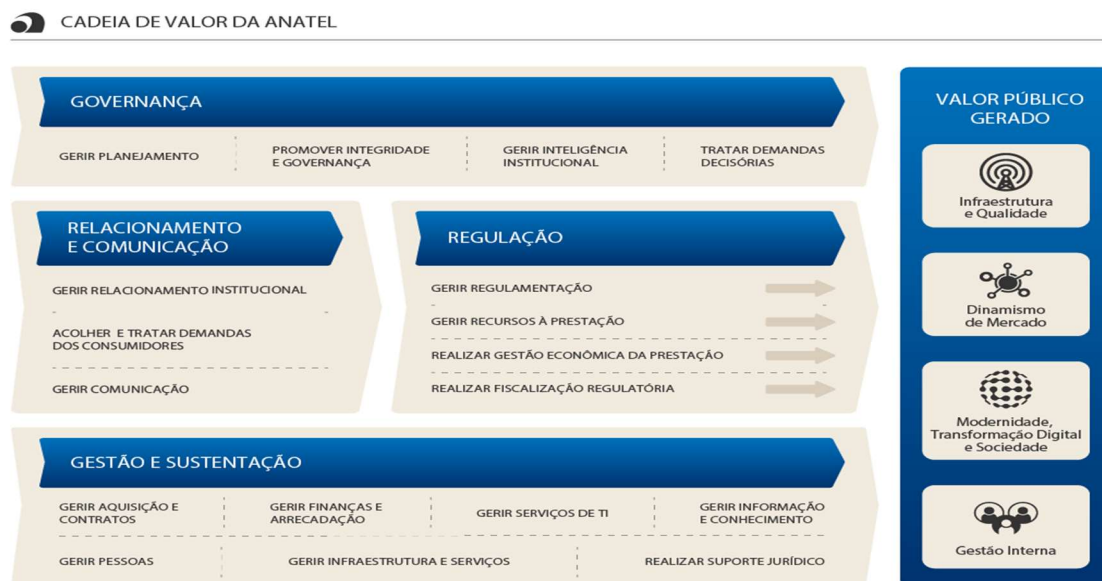 CADEIA DE VALOR DA ANATEL
GOVERNANÇA
GERIR PLANEJAMENTO
PROMOVER INTEGRIDADE
E GOVERNANÇA
GERIR INTELIGÊNCIA
INSTITUCIONAL
TRATAR DEMANDAS
DECISÓRIAS
RELACIONAMENTO
E COMUNICAÇÃO
GERIR RELACIONAMENTO INSTITUCIONAL
ACOLHER E TRATAR DEMANDAS
DOS CONSUMIDORES
GERIR COMUNICAÇÃO
REGULAÇÃO
GERIR REGULAMENTAÇÃO
GERIR RECURSOS À PRESTAÇÃO
REALIZAR GESTÃO ECONÔMICA DA PRESTAÇÃO
REALIZAR FISCALIZAÇÃO REGULATÓRIA
GESTÃO E SUSTENTAÇÃO
GERIR AQUISIÇÃO E
CONTRATOS
GERIR FINANÇAS E
ARRECADAÇÃO
GERIR SERVIÇOS DE TI
GERIR INFORMAÇÃO
E CONHECIMENTO
GERIR PESSOAS
GERIR INFRAESTRUTURA E SERVIÇOS
REALIZAR SUPORTE JURÍDICO
VALOR PÚBLICO
GERADO
Infraestrutura
e Qualidade
Dinamismo
de Mercado
Modernidade,
Transformação Digital
e Sociedade
Gestão Interna